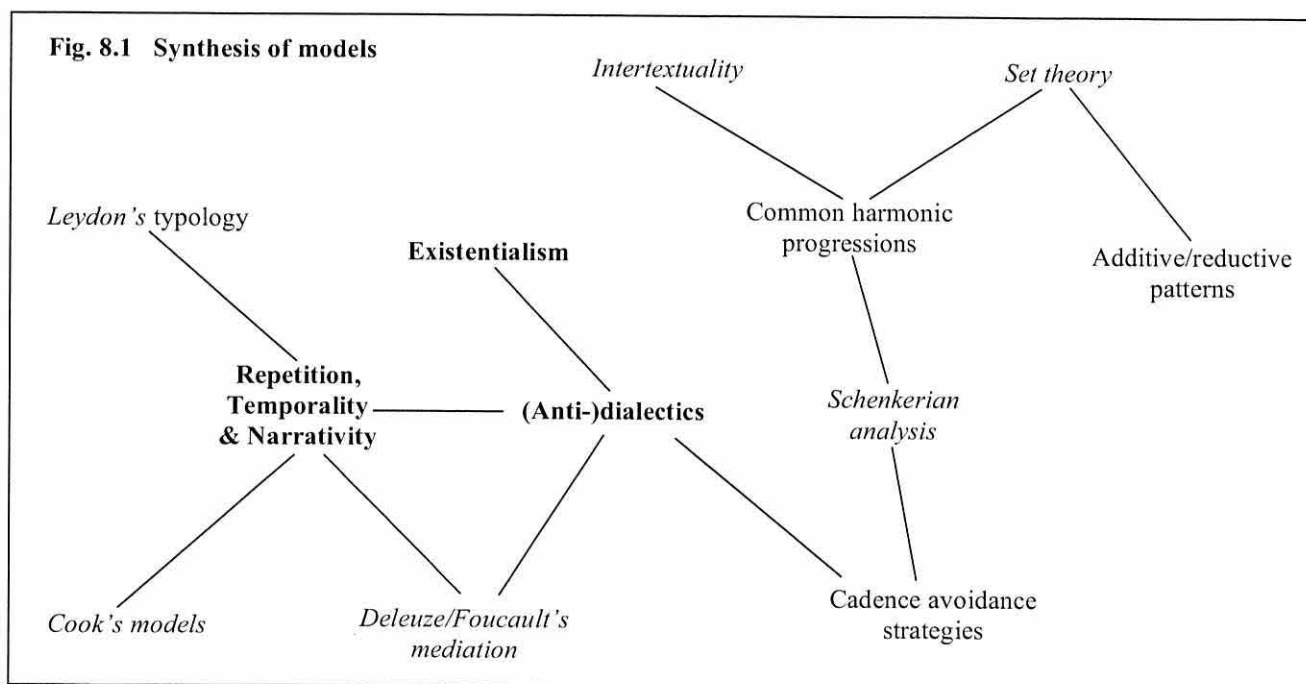 Fig. 8.1 Synthesis of models
Intertextuality
Set theory
Leydon's typology
Common harmonic
progressions
Existentialism
Additive/reductive
patterns
Repetition,
Temporality
& Narrativity
(Anti-)dialectics
Schenkerian
analysis
Cook's models
Deleuze/Foucault's
mediation
Cadence avoidance
strategies